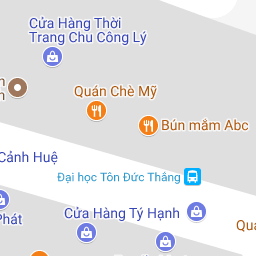 Cửa Hàng Thời
Trang Chu Công Lý
Quán Chè Mỹ
Bún mắm Abc
Cảnh Huệ
Đại học Tôn Đức Thắng
Cửa Hàng Tý Hạnh
Phát